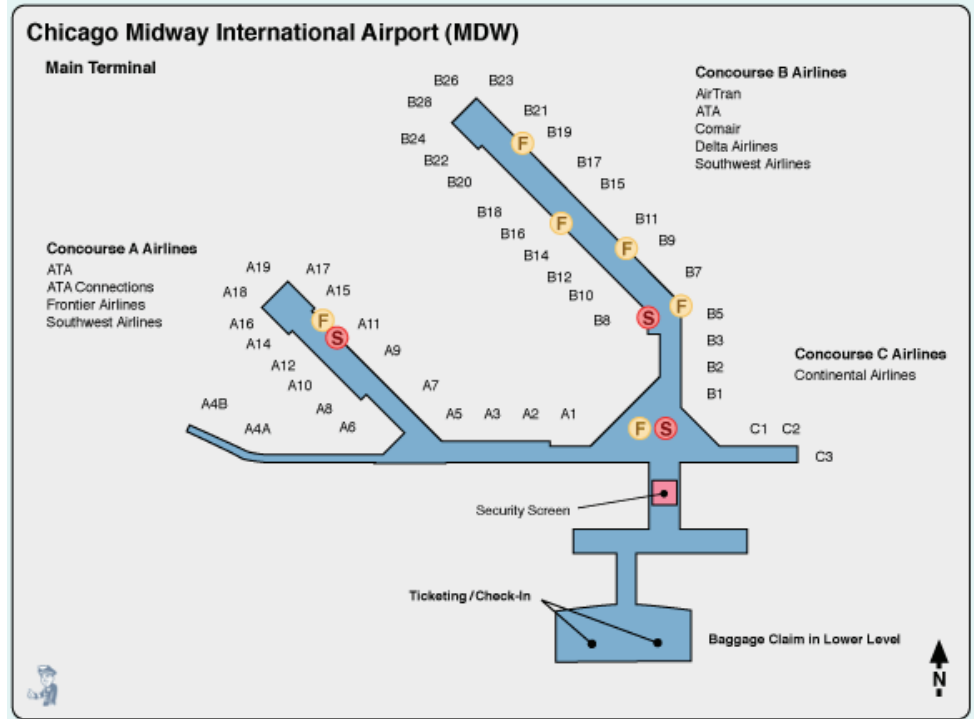 Chicago Midway International Airport (MDW)
Main Terminal
Concourse B Airlines
AirTran
ATA
Comair
Delta Airlines
Southwest Airlines
B26
B23
B28
B21
B24
B19
B22
B17
B20
B15
B18
B11
B16
B9
B14
B7
B12
B10
B8
B5
B3
B2
B1
F
F
F
F
S
Concourse A Airlines
ATA
ATA Connections
Frontier Airlines
Southwest Airlines
A19
A17
A18
A15
A16
A11
A14
A9
A12
A10
A7
A8
A6
A4B
A4A
A5
A3
A2
A1
F
S
Concourse C Airlines
Continental Airlines
F
S
C1
C2
C3
Security Screen
Ticketing/Check-In
Baggage Claim in Lower Level
N